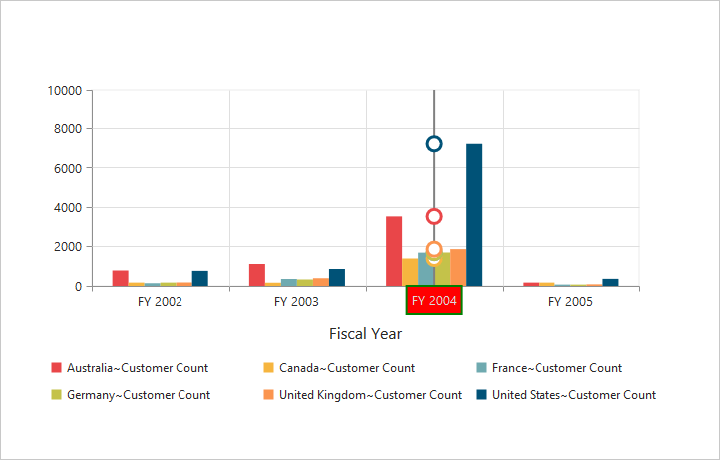 10000
8000
6000
4000
2000
0
FY 2002 FY 2003 FY 2004 FY 2005
Fiscal Year
Australia~Customer Count Canada~Customer Count France~Customer Count
Germany~Customer Count United Kingdom~Customer Count United States~Customer Count